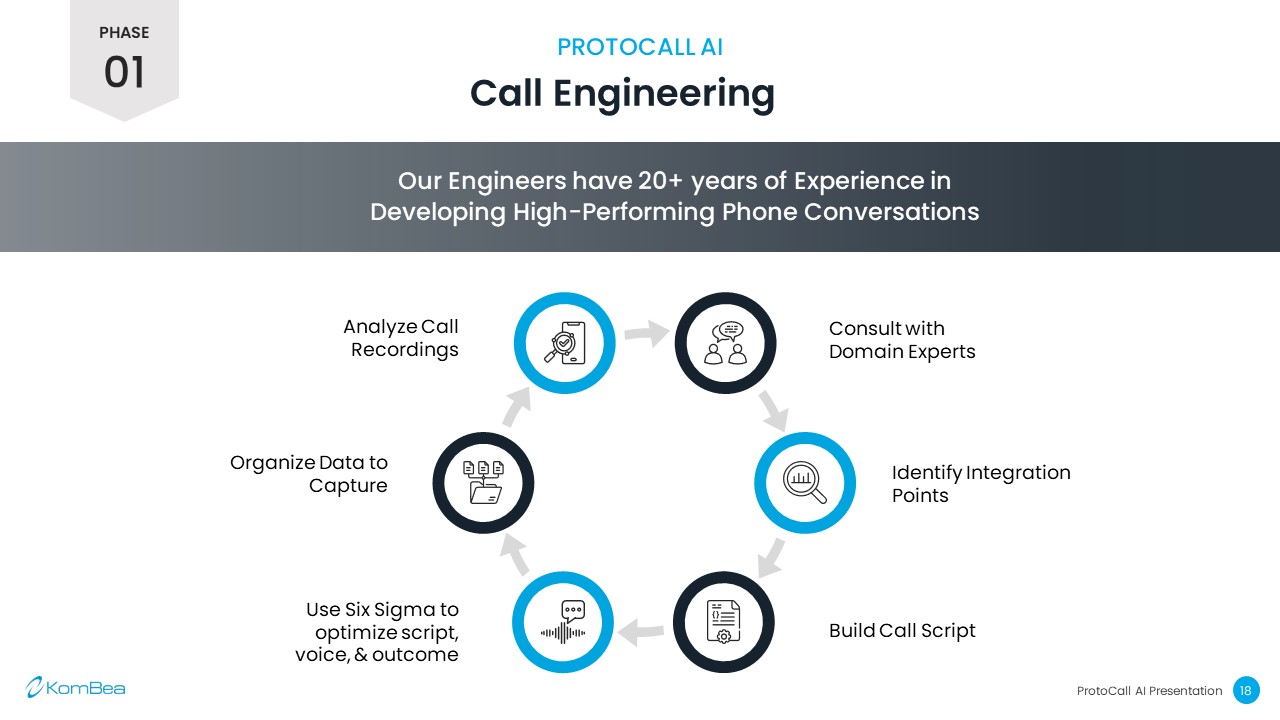 PHASE
01
PROTOCALL AI
Call Engineering
Our Engineers have 20+ years of Experience in
Developing High-Performing Phone Conversations
Analyze Call
Recordings
Consult with
Domain Experts
Organize Data to
Capture
Identify Integration
Points
Use Six Sigma to
optimize script,
voice, & outcome
Build Call Script
KomBea
ProtoCall AI Presentation 18